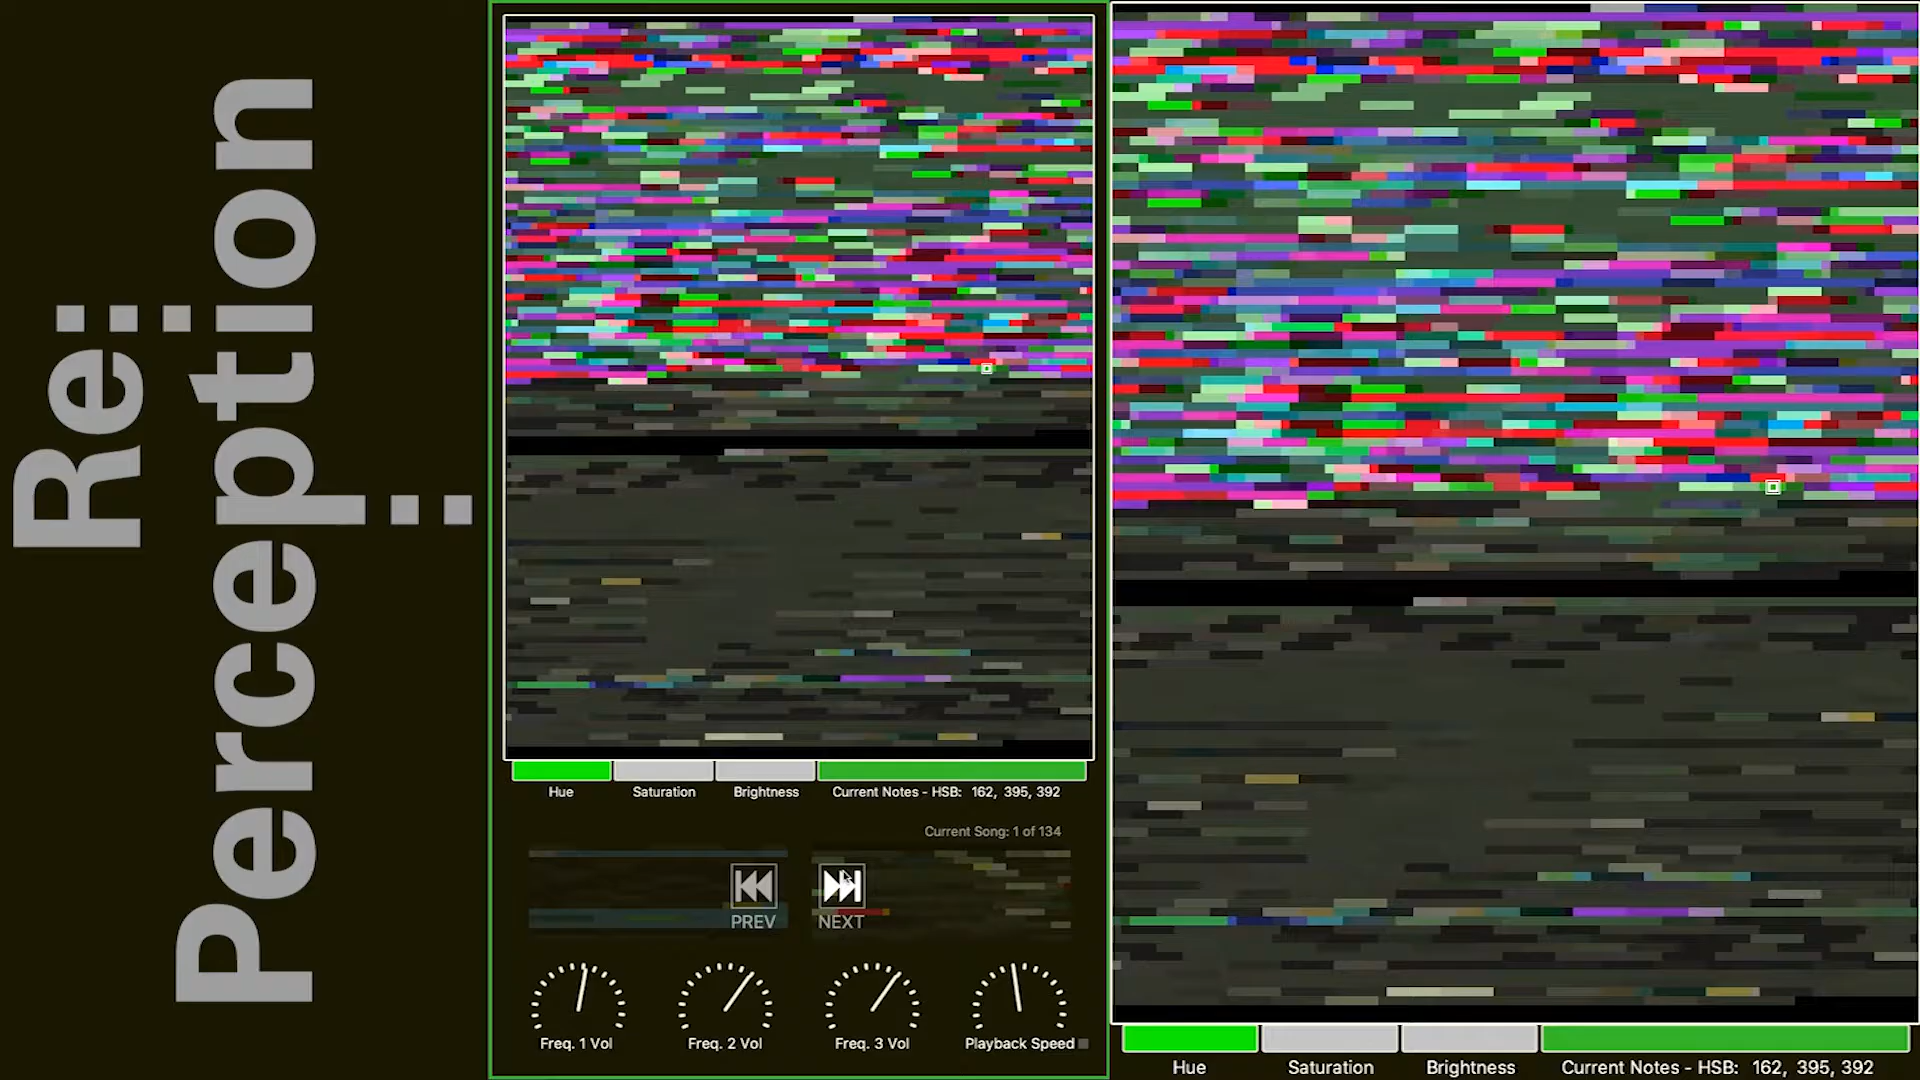 Re:
Perception
Hue
Saturation
Brightness
Current Notes - HSB: 162, 395, 392
Current Song: 1 of 134
PREV
NEXT
Freq. 1 Vol
Freq. 2 Vol
Freq. 3 Vol
Playback Speed
Hue
Saturation
Brightness
Current Notes - HSB: 162, 395, 392